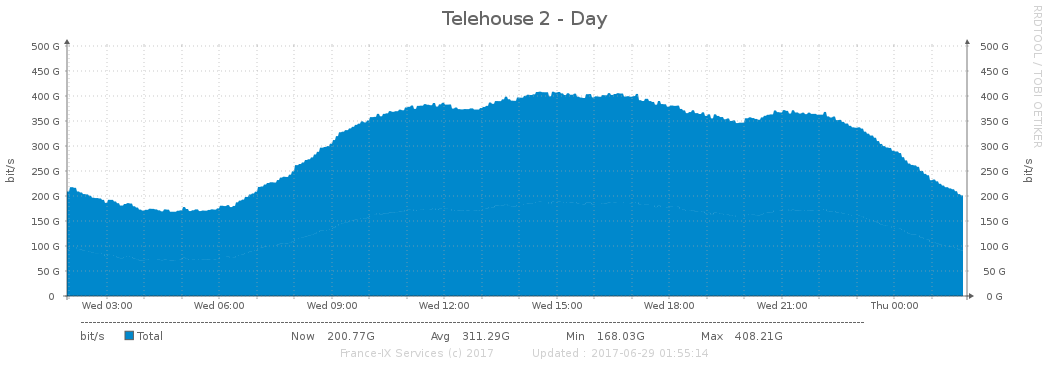 Telehouse 2 - Day
RRDTOOL / TOBI OETIKER
bit/s
500 G 500 G
450 G 450 G
400 G 400 G
350 G 350 G
300 G 300 G
250 G 250 G
200 G 200 G
150 G 150 G
100 G 100 G
50 G 50 G
0 0 G
bit/s
Wed 03:00 Wed 06:00 Wed 09:00 Wed 12:00 Wed 15:00 Wed 18:00 Wed 21:00 Thu 00:00
bit/s Total Now 200.77G Avg 311.29G Min 168.03G Max 408.21G
France-IX Services (c) 2017 Updated : 2017-06-29 01:55:14